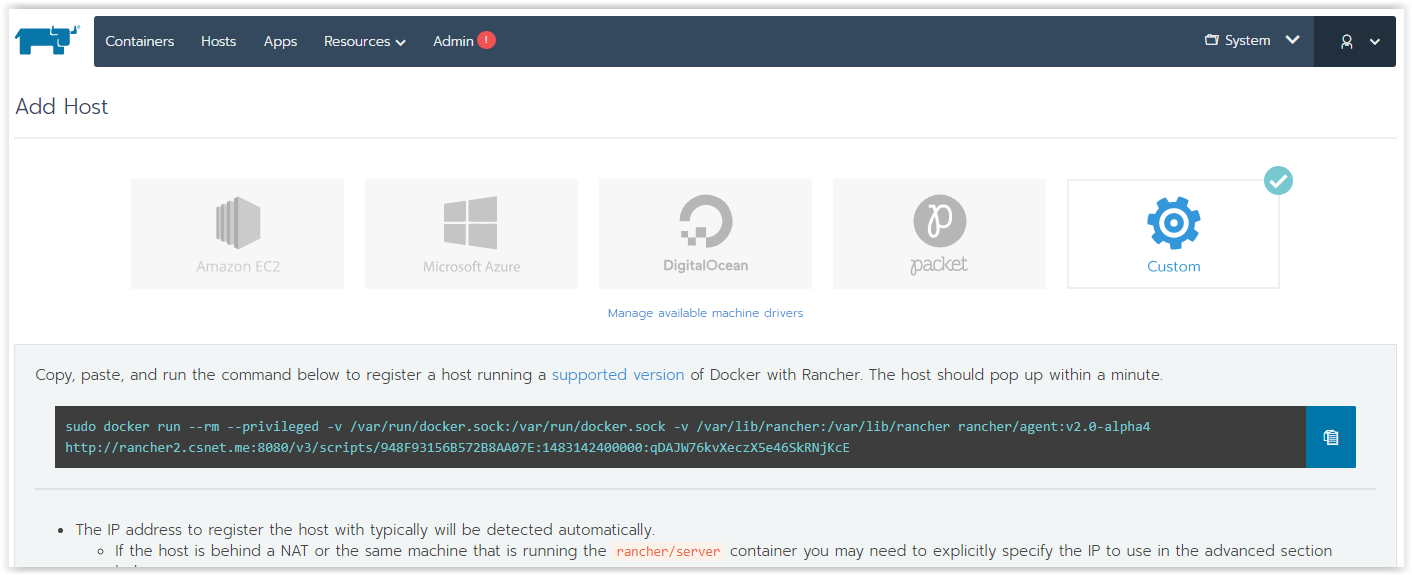 Containers Hosts Apps Resources Admin ! System
Add Host
Amazon EC2 Microsoft Azure DigitalOcean packet Custom
Manage available machine drivers
Copy, paste, and run the command below to register a host running a supported version of Docker with Rancher. The host should pop up within a minute.
sudo docker run --rm --privileged -v /var/run/docker.sock:/var/run/docker.sock -v /var/lib/rancher:/var/lib/rancher rancher/agent:v2.0-alpha4
http://rancher2.csnet.me:8080/v3/scripts/948F93156B572B8AA07E:1483142400000:qDAJW76kvXeczX5e46SkRNjKcE
• The IP address to register the host with typically will be detected automatically.
◦ If the host is behind a NAT or the same machine that is running the rancher/server container you may need to explicitly specify the IP to use in the advanced section